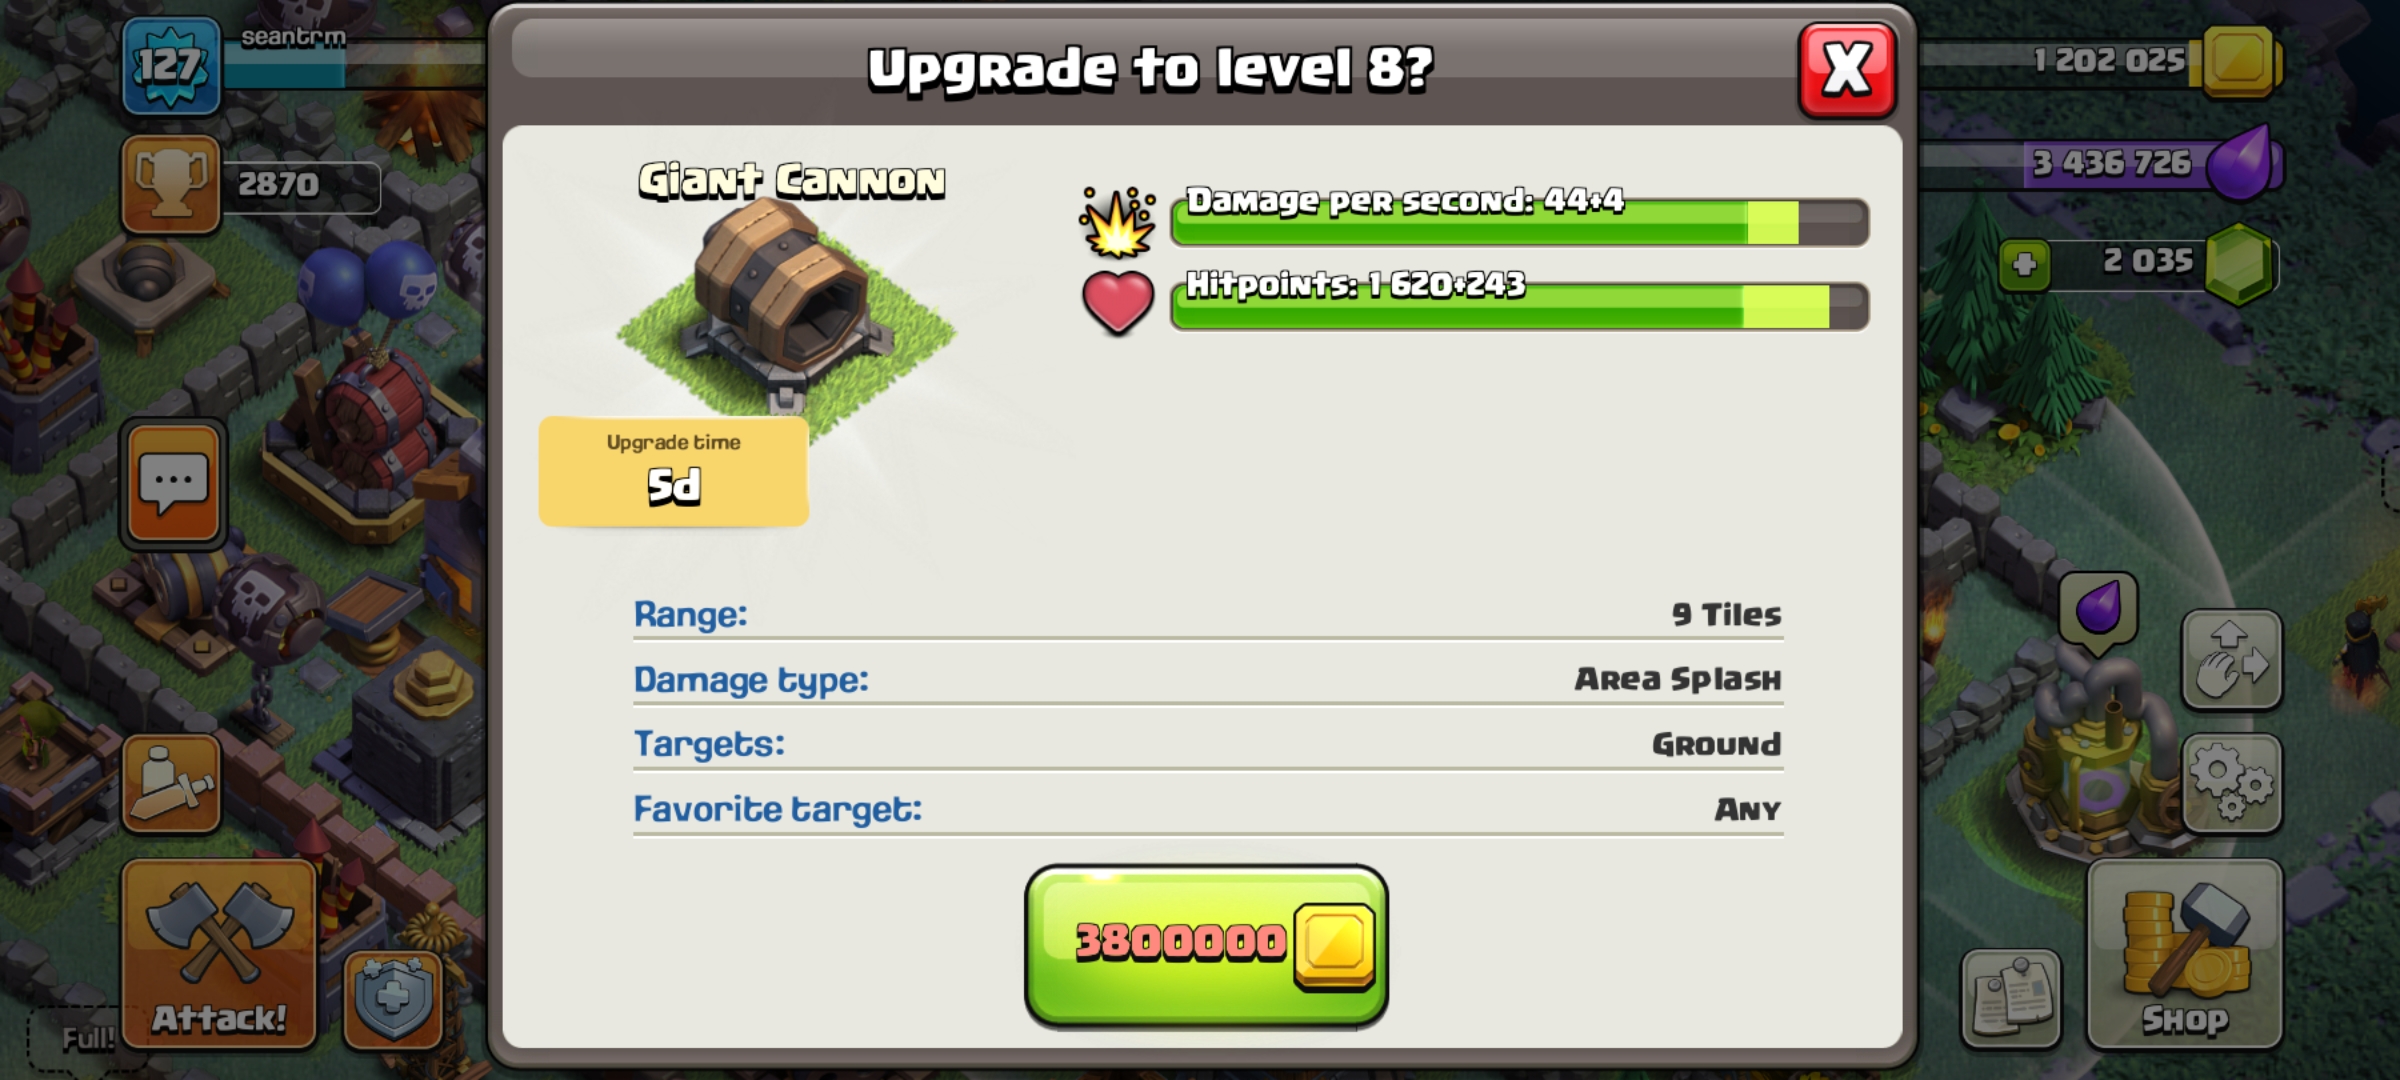 127
seantrm
2870
Upgrade to level 8?
X
1 202 025
3 436 726
2 035
Giant Cannon
Damage per second: 44+4
Hitpoints: 1 620+243
Upgrade time
5d
Range: 9 Tiles
Damage type: Area Splash
Targets: Ground
Favorite target: Any
3800000
Full!
Attack!
Shop